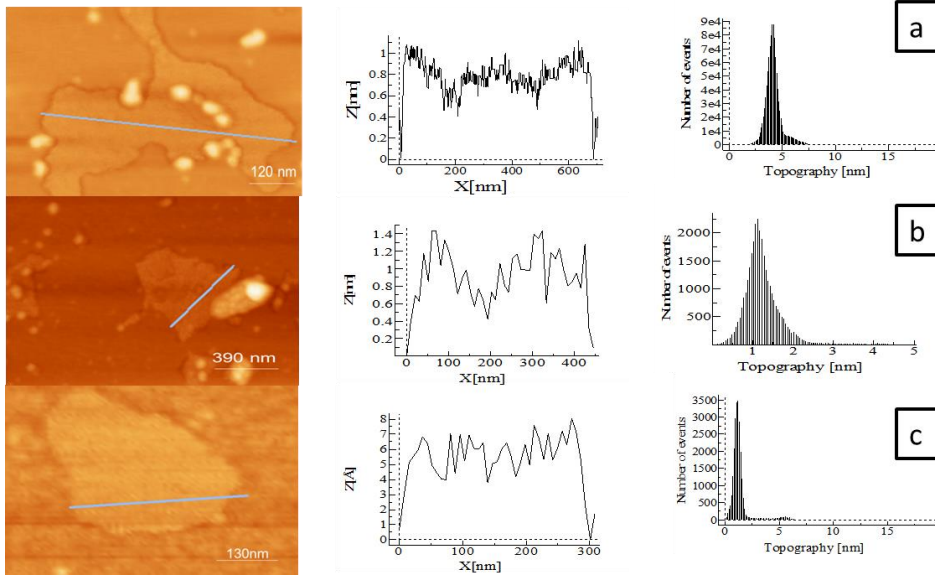 120 nm
Z[nm]
1
0.8
0.6
0.4
0.2
0
0 200 400 600
X[nm]
Number of events
9e4
8e4
7e4
6e4
5e4
4e4
3e4
2e4
1e4
0
0 5 10 15
Topography [nm]
a
390 nm
Z[nm]
1.4
1.2
1
0.8
0.6
0.4
0.2
0 100 200 300 400
X[nm]
Number of events
2000
1500
1000
500
1 2 3 4 5
Topography [nm]
b
130nm
Z[Å]
8
7
6
5
4
3
2
1
0
0 100 200 300
X[nm]
Number of events
3500
3000
2500
2000
1500
1000
500
0
0 5 10 15
Topography [nm]
c